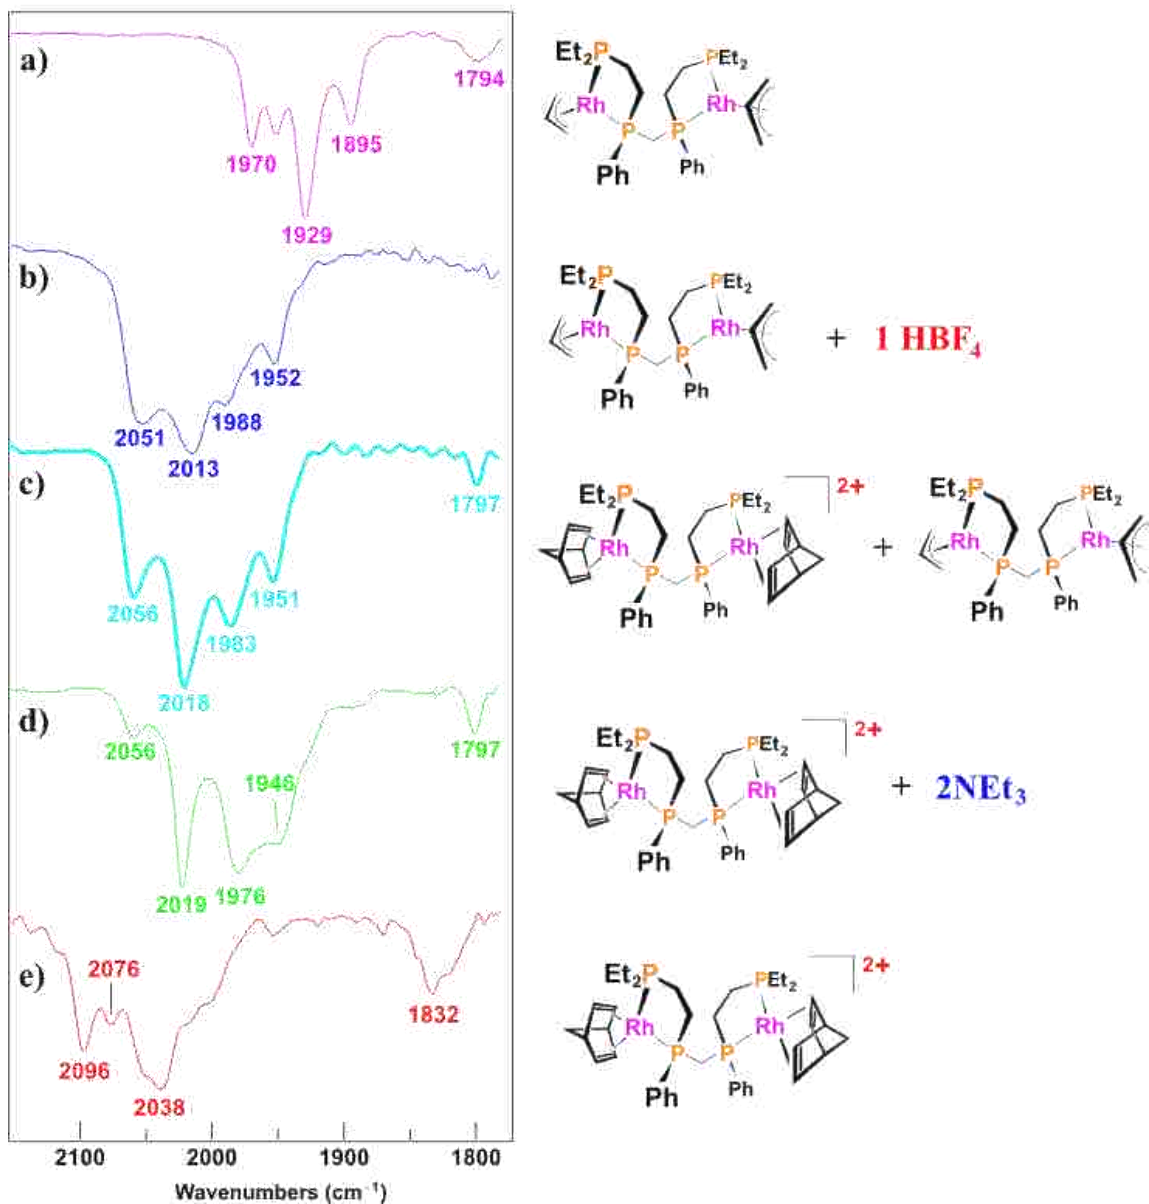 a)
1970
1929
1895
1794
Et₂P
PEt₂
Rh
Rh
P
P
Ph
Ph
b)
2051
2013
1988
1952
Et₂P
PEt₂
Rh
Rh
P
P
Ph
Ph
+ 1 HBF₄
c)
2056
2018
1983
1951
1797
Et₂P
PEt₂
2+
Rh
Rh
P
P
Ph
Ph
+
Et₂P
PEt₂
Rh
Rh
P
P
Ph
Ph
d)
2056
2019
1976
1946
1797
Et₂P
PEt₂
2+
Rh
Rh
P
P
Ph
Ph
+ 2NEt₃
e)
2096
2076
2038
1832
Et₂P
PEt₂
2+
Rh
Rh
P
P
Ph
Ph
2100 2000 1900 1800
Wavenumbers (cm⁻¹)